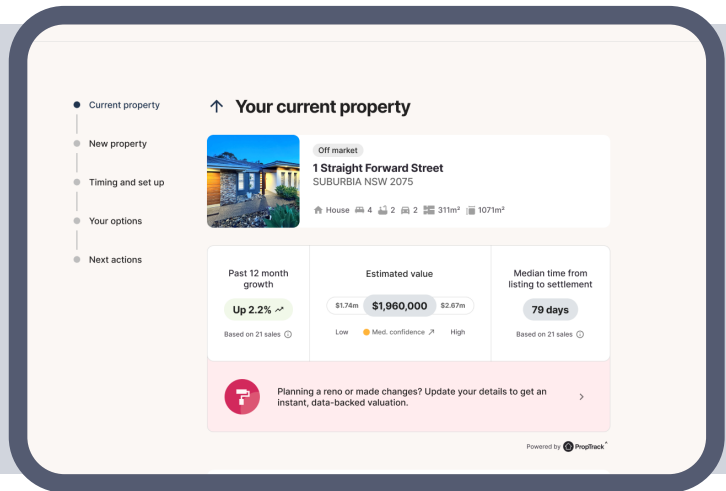 Current property
New property
Timing and set up
Your options
Next actions
↑ Your current property
Off market
1 Straight Forward Street
SUBURBIA NSW 2075
House 4 2 2 311m² 1071m²
Past 12 month
growth
Up 2.2%
Based on 21 sales
Estimated value
$1.74m $1,960,000 $2.67m
Low Med. confidence High
Median time from
listing to settlement
79 days
Based on 21 sales
Planning a reno or made changes? Update your details to get an
instant, data-backed valuation.
Powered by PropTrack